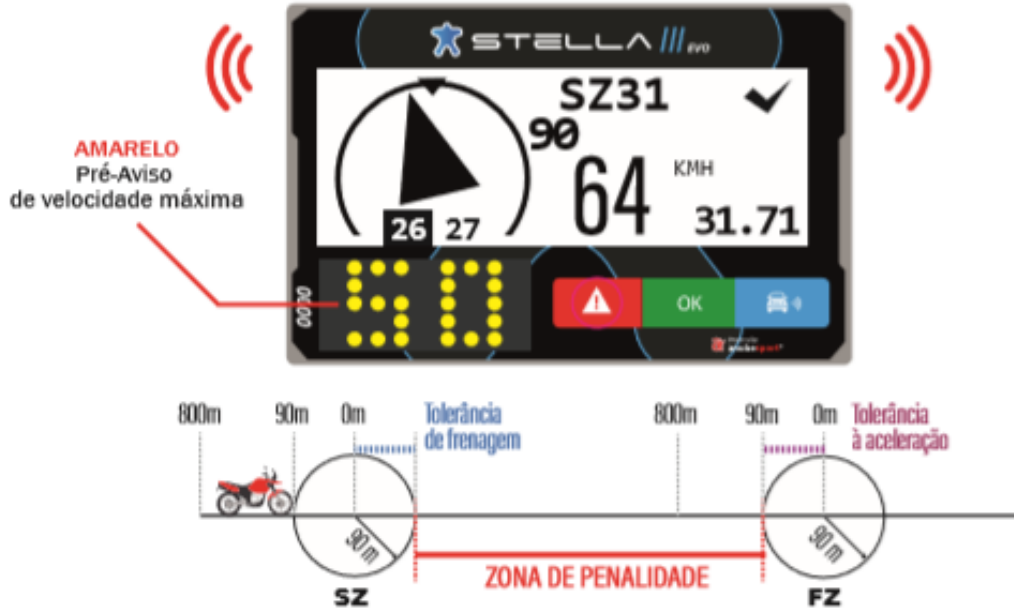 STELLA III EVO
SZ31
90
64 KMH
31.71
26 27
AMARELO
Pré-Aviso
de velocidade máxima
50
OK
800m 90m 0m Tolerância
de frenagem
800m 90m 0m Tolerância
à aceleração
90 m
90 m
ZONA DE PENALIDADE
SZ
FZ